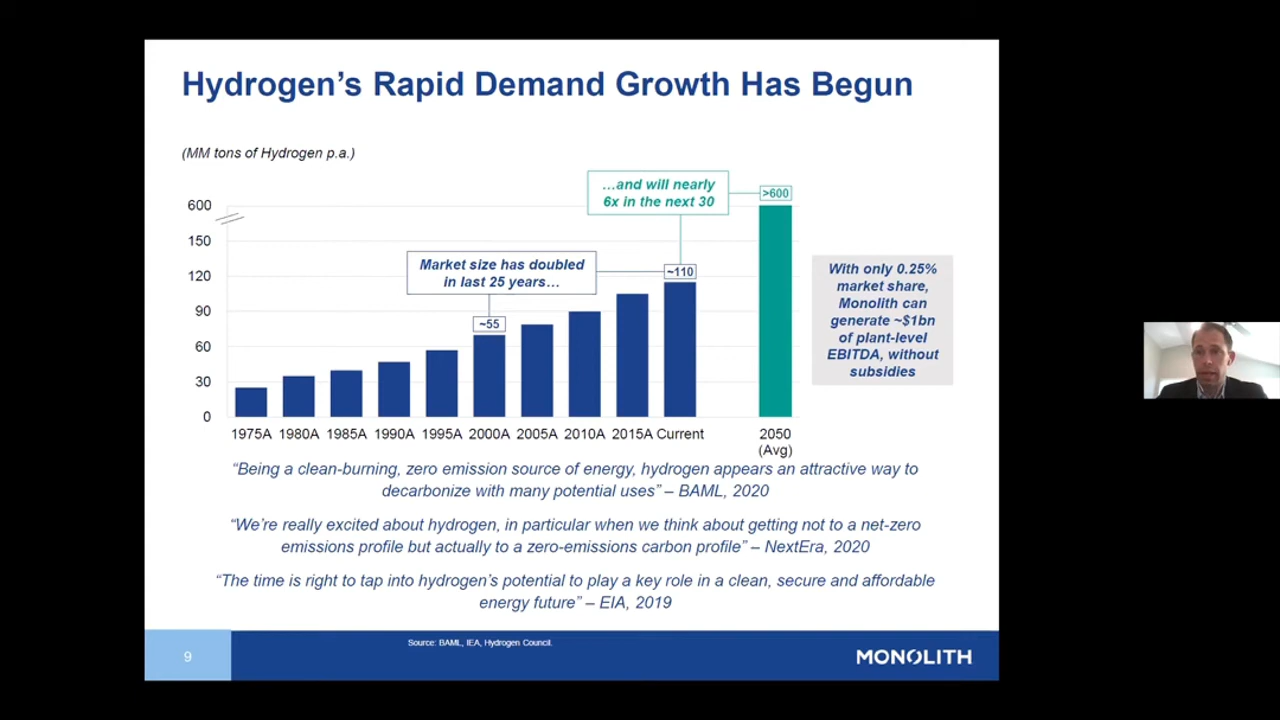 Hydrogen's Rapid Demand Growth Has Begun
(MM tons of Hydrogen p.a.)
…and will nearly
6x in the next 30
>600
600
150
120
90
60
30
0
Market size has doubled
in last 25 years…
~110
~55
With only 0.25%
market share,
Monolith can
generate ~$1bn
of plant-level
EBITDA, without
subsidies
1975A 1980A 1985A 1990A 1995A 2000A 2005A 2010A 2015A Current
2050
(Avg)
“Being a clean-burning, zero emission source of energy, hydrogen appears an attractive way to
decarbonize with many potential uses” – BAML, 2020
“We're really excited about hydrogen, in particular when we think about getting not to a net-zero
emissions profile but actually to a zero-emissions carbon profile” – NextEra, 2020
“The time is right to tap into hydrogen's potential to play a key role in a clean, secure and affordable
energy future” – EIA, 2019
Source: BAML, IEA, Hydrogen Council.
9
MONOLITH